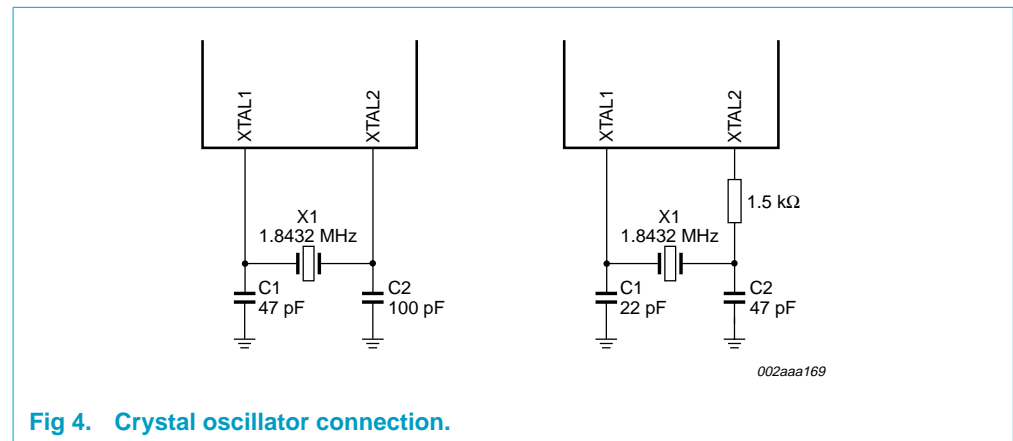 XTAL1
XTAL2
X1
1.8432 MHz
C1
47 pF
C2
100 pF
XTAL1
XTAL2
1.5 kΩ
X1
1.8432 MHz
C1
22 pF
C2
47 pF
002aaa169
Fig 4. Crystal oscillator connection.